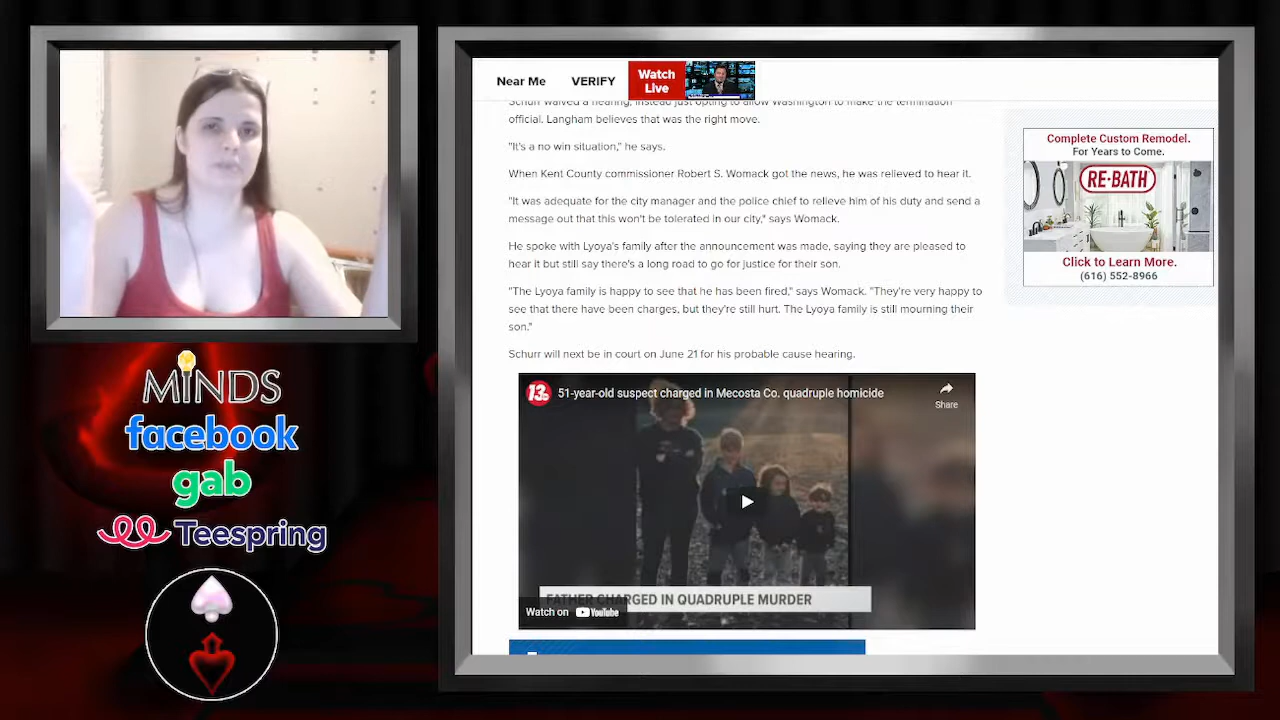 Near Me
VERIFY
Watch
Live
Schurr waived a hearing, instead just opting to allow Washington to make the termination
official. Langham believes that was the right move.
"It's a no win situation," he says.
When Kent County commissioner Robert S. Womack got the news, he was relieved to hear it.
"It was adequate for the city manager and the police chief to relieve him of his duty and send a
message out that this won't be tolerated in our city," says Womack.
He spoke with Lyoya's family after the announcement was made, saying they are pleased to
hear it but still say there's a long road to go for justice for their son.
"The Lyoya family is happy to see that he has been fired," says Womack. "They're very happy to
see that there have been charges, but they're still hurt. The Lyoya family is still mourning their
son."
Schurr will next be in court on June 21 for his probable cause hearing.
13
51-year-old suspect charged in Mecosta Co. quadruple homicide
Share
FATHER CHARGED IN QUADRUPLE MURDER
Watch on YouTube
Complete Custom Remodel.
For Years to Come.
RE·BATH
Click to Learn More.
(616) 552-8966
MINDS
facebook
gab
Teespring